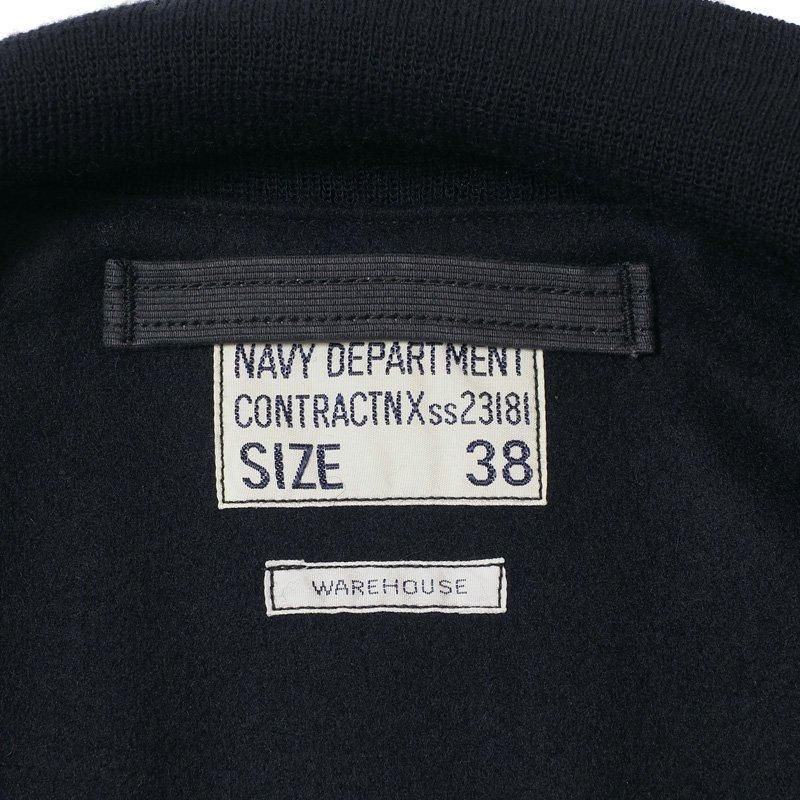 NAVY DEPARTMENT
CONTRACTNXss23181
SIZE 38
WAREHOUSE